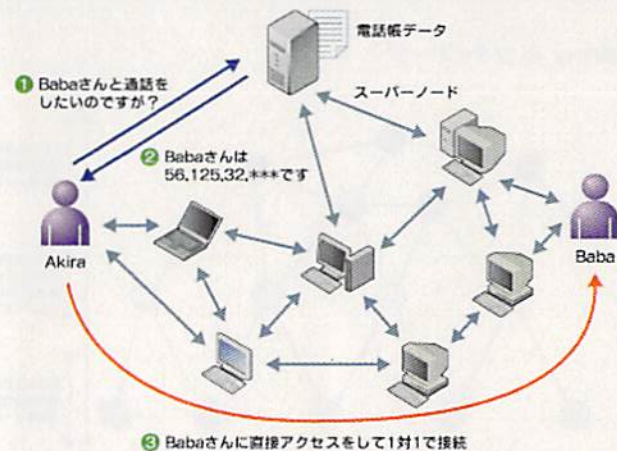 電話帳データ
❶ Babaさんと通話を
したいのですが？
スーパーノード
❷ Babaさんは
56.125.32.***です
Akira
Baba
❸ Babaさんに直接アクセスをして1対1で接続